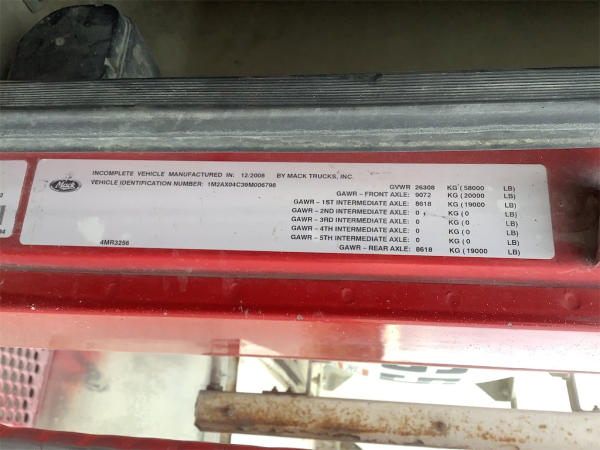 INCOMPLETE VEHICLE MANUFACTURED IN: 12/2008 BY MACK TRUCKS, INC.
Mack
VEHICLE IDENTIFICATION NUMBER: 1M2AX04C39M006798
GVWR 26308 KG ( 58000 LB)
GAWR – FRONT AXLE: 9072 KG ( 20000 LB)
GAWR – 1ST INTERMEDIATE AXLE: 8618 KG ( 19000 LB)
GAWR – 2ND INTERMEDIATE AXLE: 0 KG ( 0 LB)
GAWR – 3RD INTERMEDIATE AXLE: 0 KG ( 0 LB)
GAWR – 4TH INTERMEDIATE AXLE: 0 KG ( 0 LB)
GAWR – 5TH INTERMEDIATE AXLE: 0 KG ( 0 LB)
GAWR – REAR AXLE: 8618 KG ( 19000 LB)
4MR3256